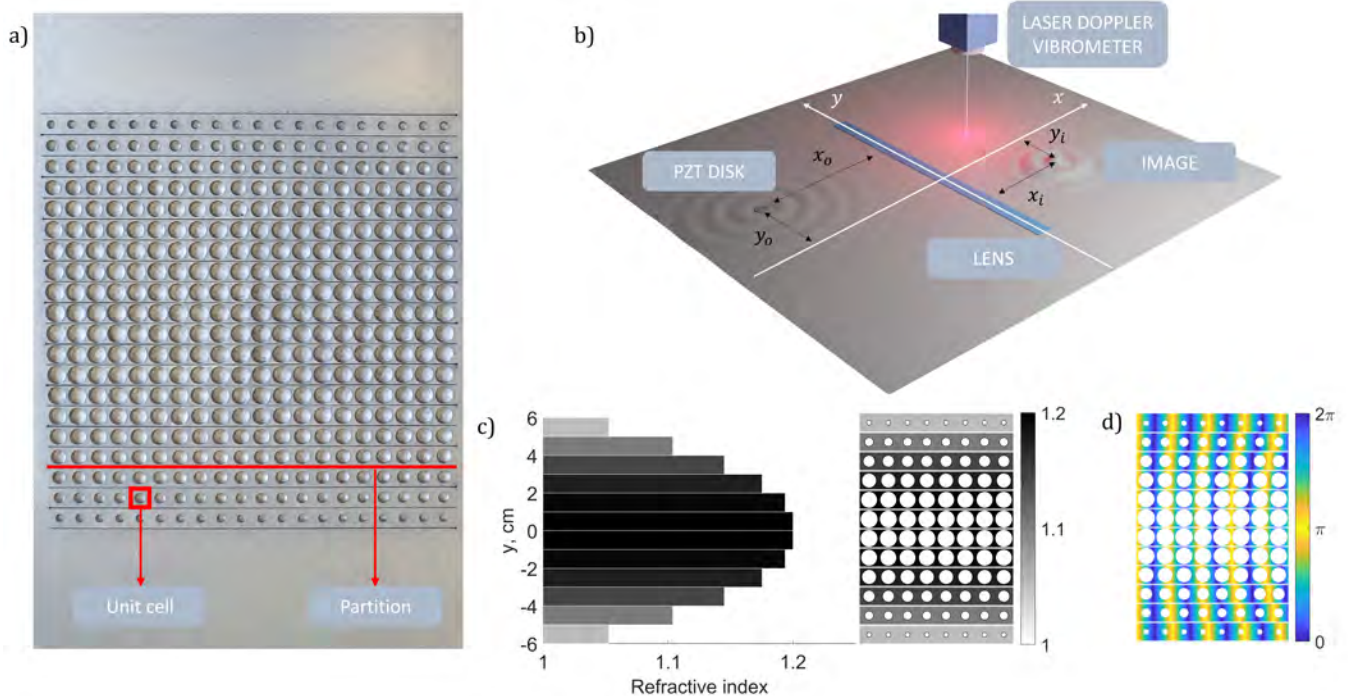 a)
Unit cell
Partition
b)
LASER DOPPLER
VIBROMETER
y
x
x_o
y_i
PZT DISK
IMAGE
x_i
y_o
LENS
c)
6
4
2
0
-2
-4
-6
y, cm
1
1.1
1.2
Refractive index
1.2
1.1
1
d)
2π
π
0